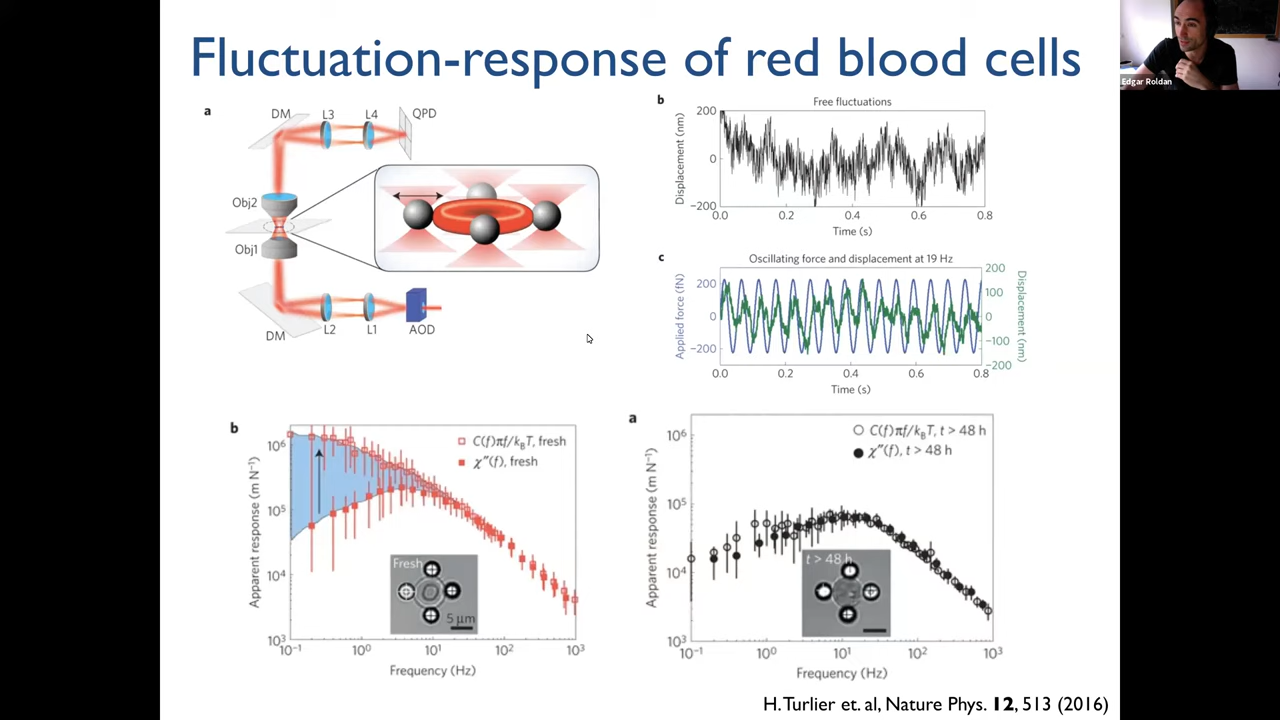 Fluctuation-response of red blood cells
Edgar Roldan
a
DM
L3
L4
QPD
Obj2
Obj1
DM
L2
L1
AOD
b
Free fluctuations
Displacement (nm)
200
0
−200
0.0 0.2 0.4 0.6 0.8
Time (s)
c
Oscillating force and displacement at 19 Hz
Applied force (fN)
200
0
−200
200
100
0
−100
−200
Displacement (nm)
0.0 0.2 0.4 0.6 0.8
Time (s)
b
C(f)πf/kBT, fresh
χ″(f), fresh
Apparent response (m N⁻¹)
10⁶
10⁵
10⁴
10³
Fresh
5 μm
10⁻¹ 10⁰ 10¹ 10² 10³
Frequency (Hz)
a
C(f)πf/kBT, t > 48 h
χ″(f), t > 48 h
Apparent response (m N⁻¹)
10⁶
10⁵
10⁴
10³
t > 48 h
10⁻¹ 10⁰ 10¹ 10² 10³
Frequency (Hz)
H. Turlier et. al, Nature Phys. 12, 513 (2016)